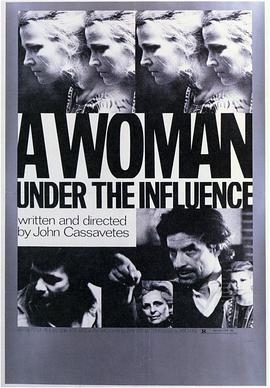 A WOMAN
UNDER THE INFLUENCE
written and directed
by John Cassavetes